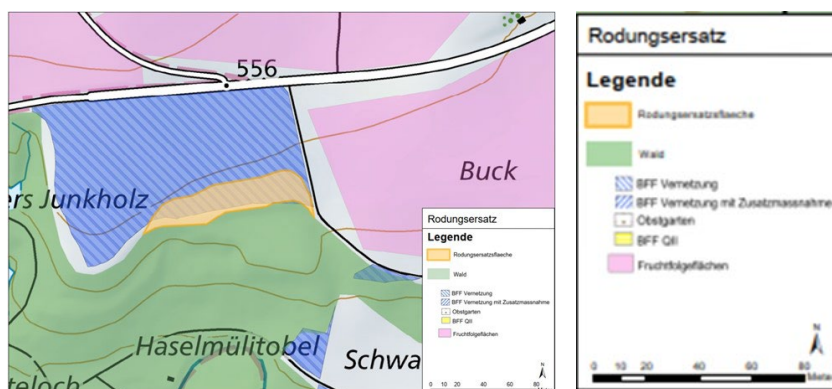 556
Buck
ers Junkholz
Haselmülitobel
Schwa
teloch
Rodungsersatz
Legende
Rodungsersatzflaeche
Wald
BFF Vernetzung
BFF Vernetzung mit Zusatzmassnahme
Obstgarten
BFF QII
Fruchtfolgeflächen
N
0 10 20 40 60 80
Rodungsersatz
Legende
Rodungsersatzflaeche
Wald
BFF Vernetzung
BFF Vernetzung mit Zusatzmassnahme
Obstgarten
BFF QII
Fruchtfolgeflächen
N
0 10 20 40 60 80
Mete